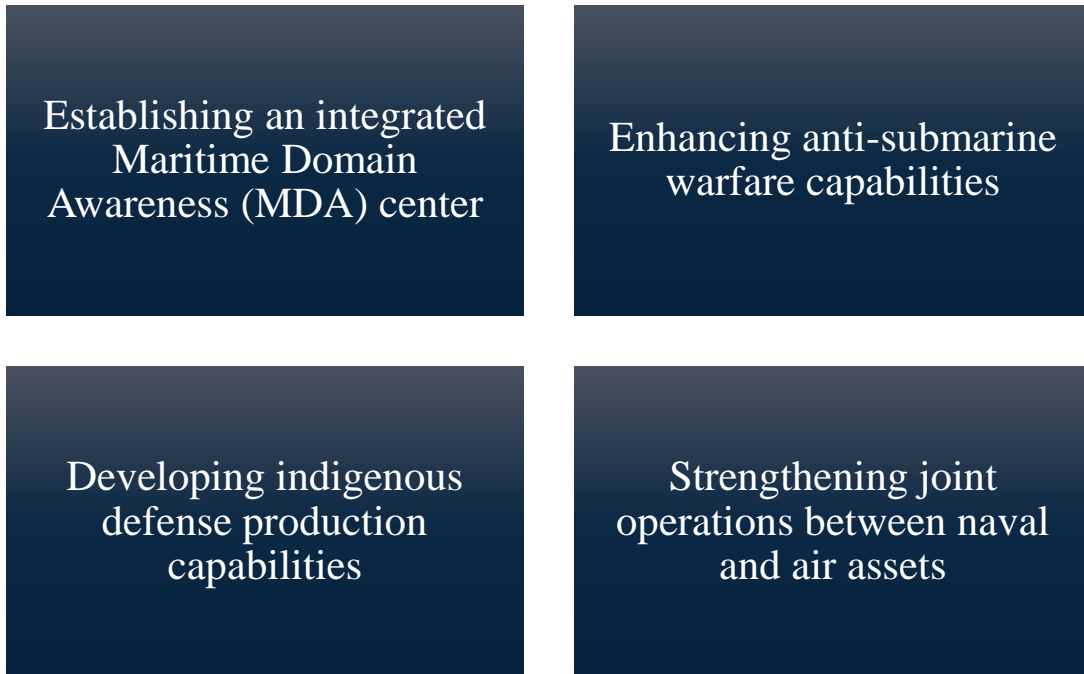 Establishing an integrated
Maritime Domain
Awareness (MDA) center
Enhancing anti-submarine
warfare capabilities
Developing indigenous
defense production
capabilities
Strengthening joint
operations between naval
and air assets